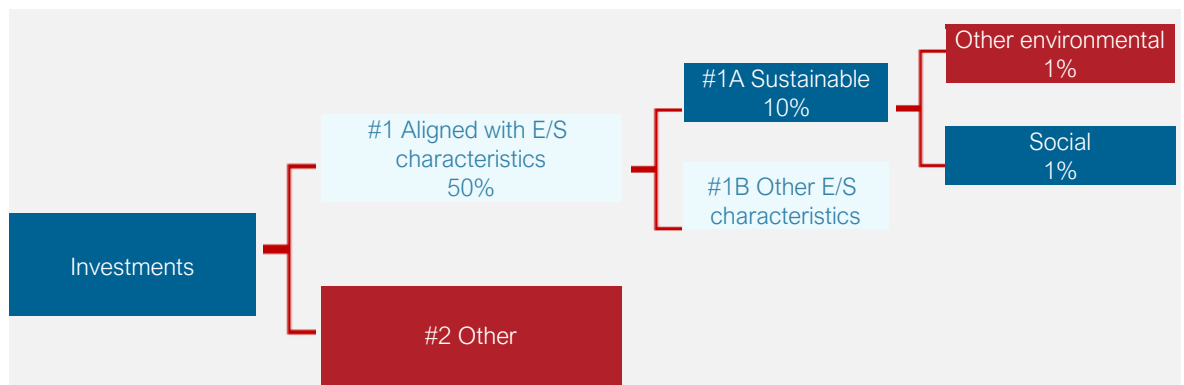 Investments
#1 Aligned with E/S
characteristics
50%
#2 Other
#1A Sustainable
10%
#1B Other E/S
characteristics
Other environmental
1%
Social
1%